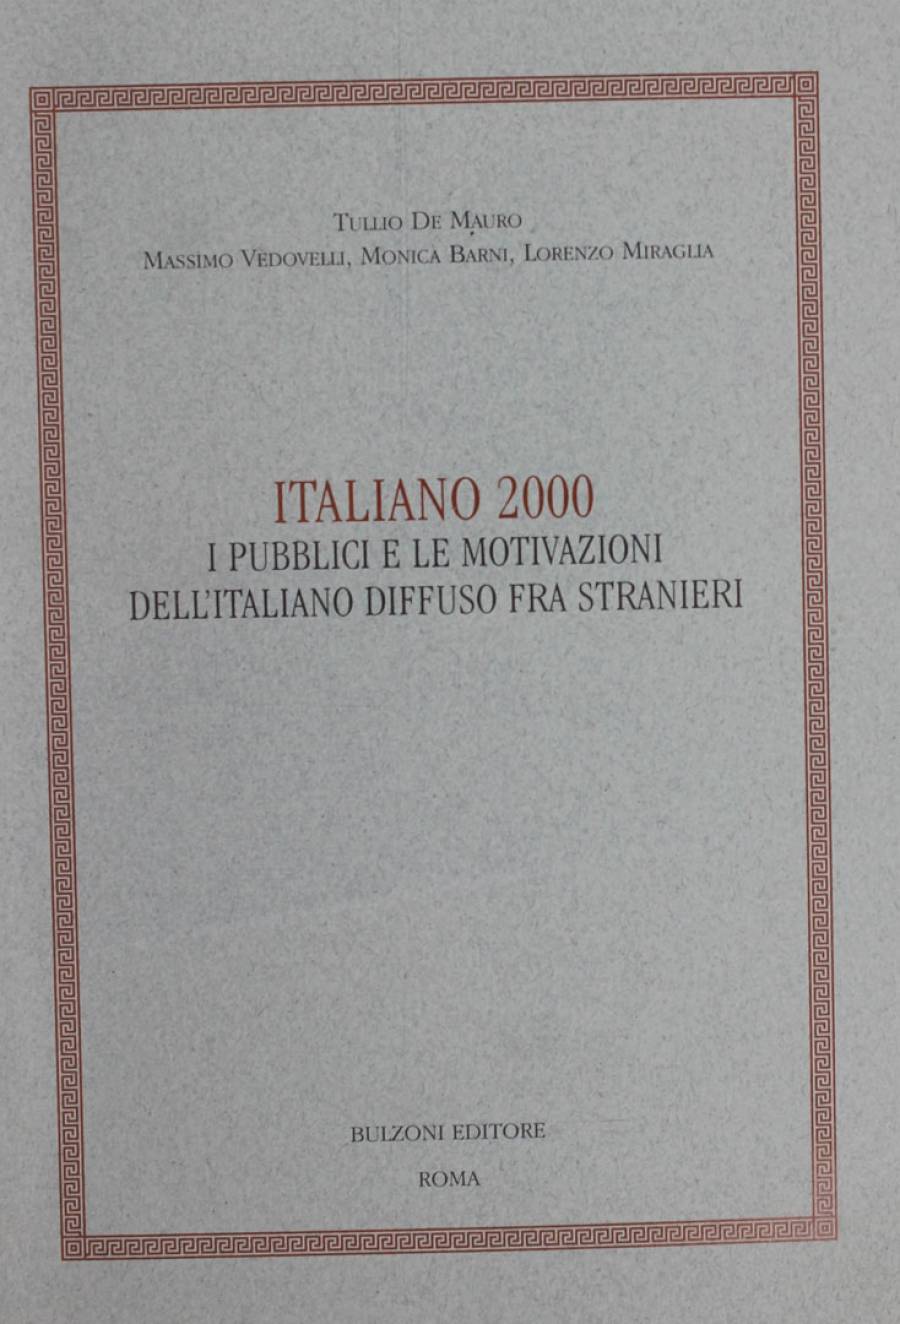 TULLIO DE MAURO
MASSIMO VEDOVELLI, MONICA BARNI, LORENZO MIRAGLIA
ITALIANO 2000
I PUBBLICI E LE MOTIVAZIONI
DELL'ITALIANO DIFFUSO FRA STRANIERI
BULZONI EDITORE
ROMA